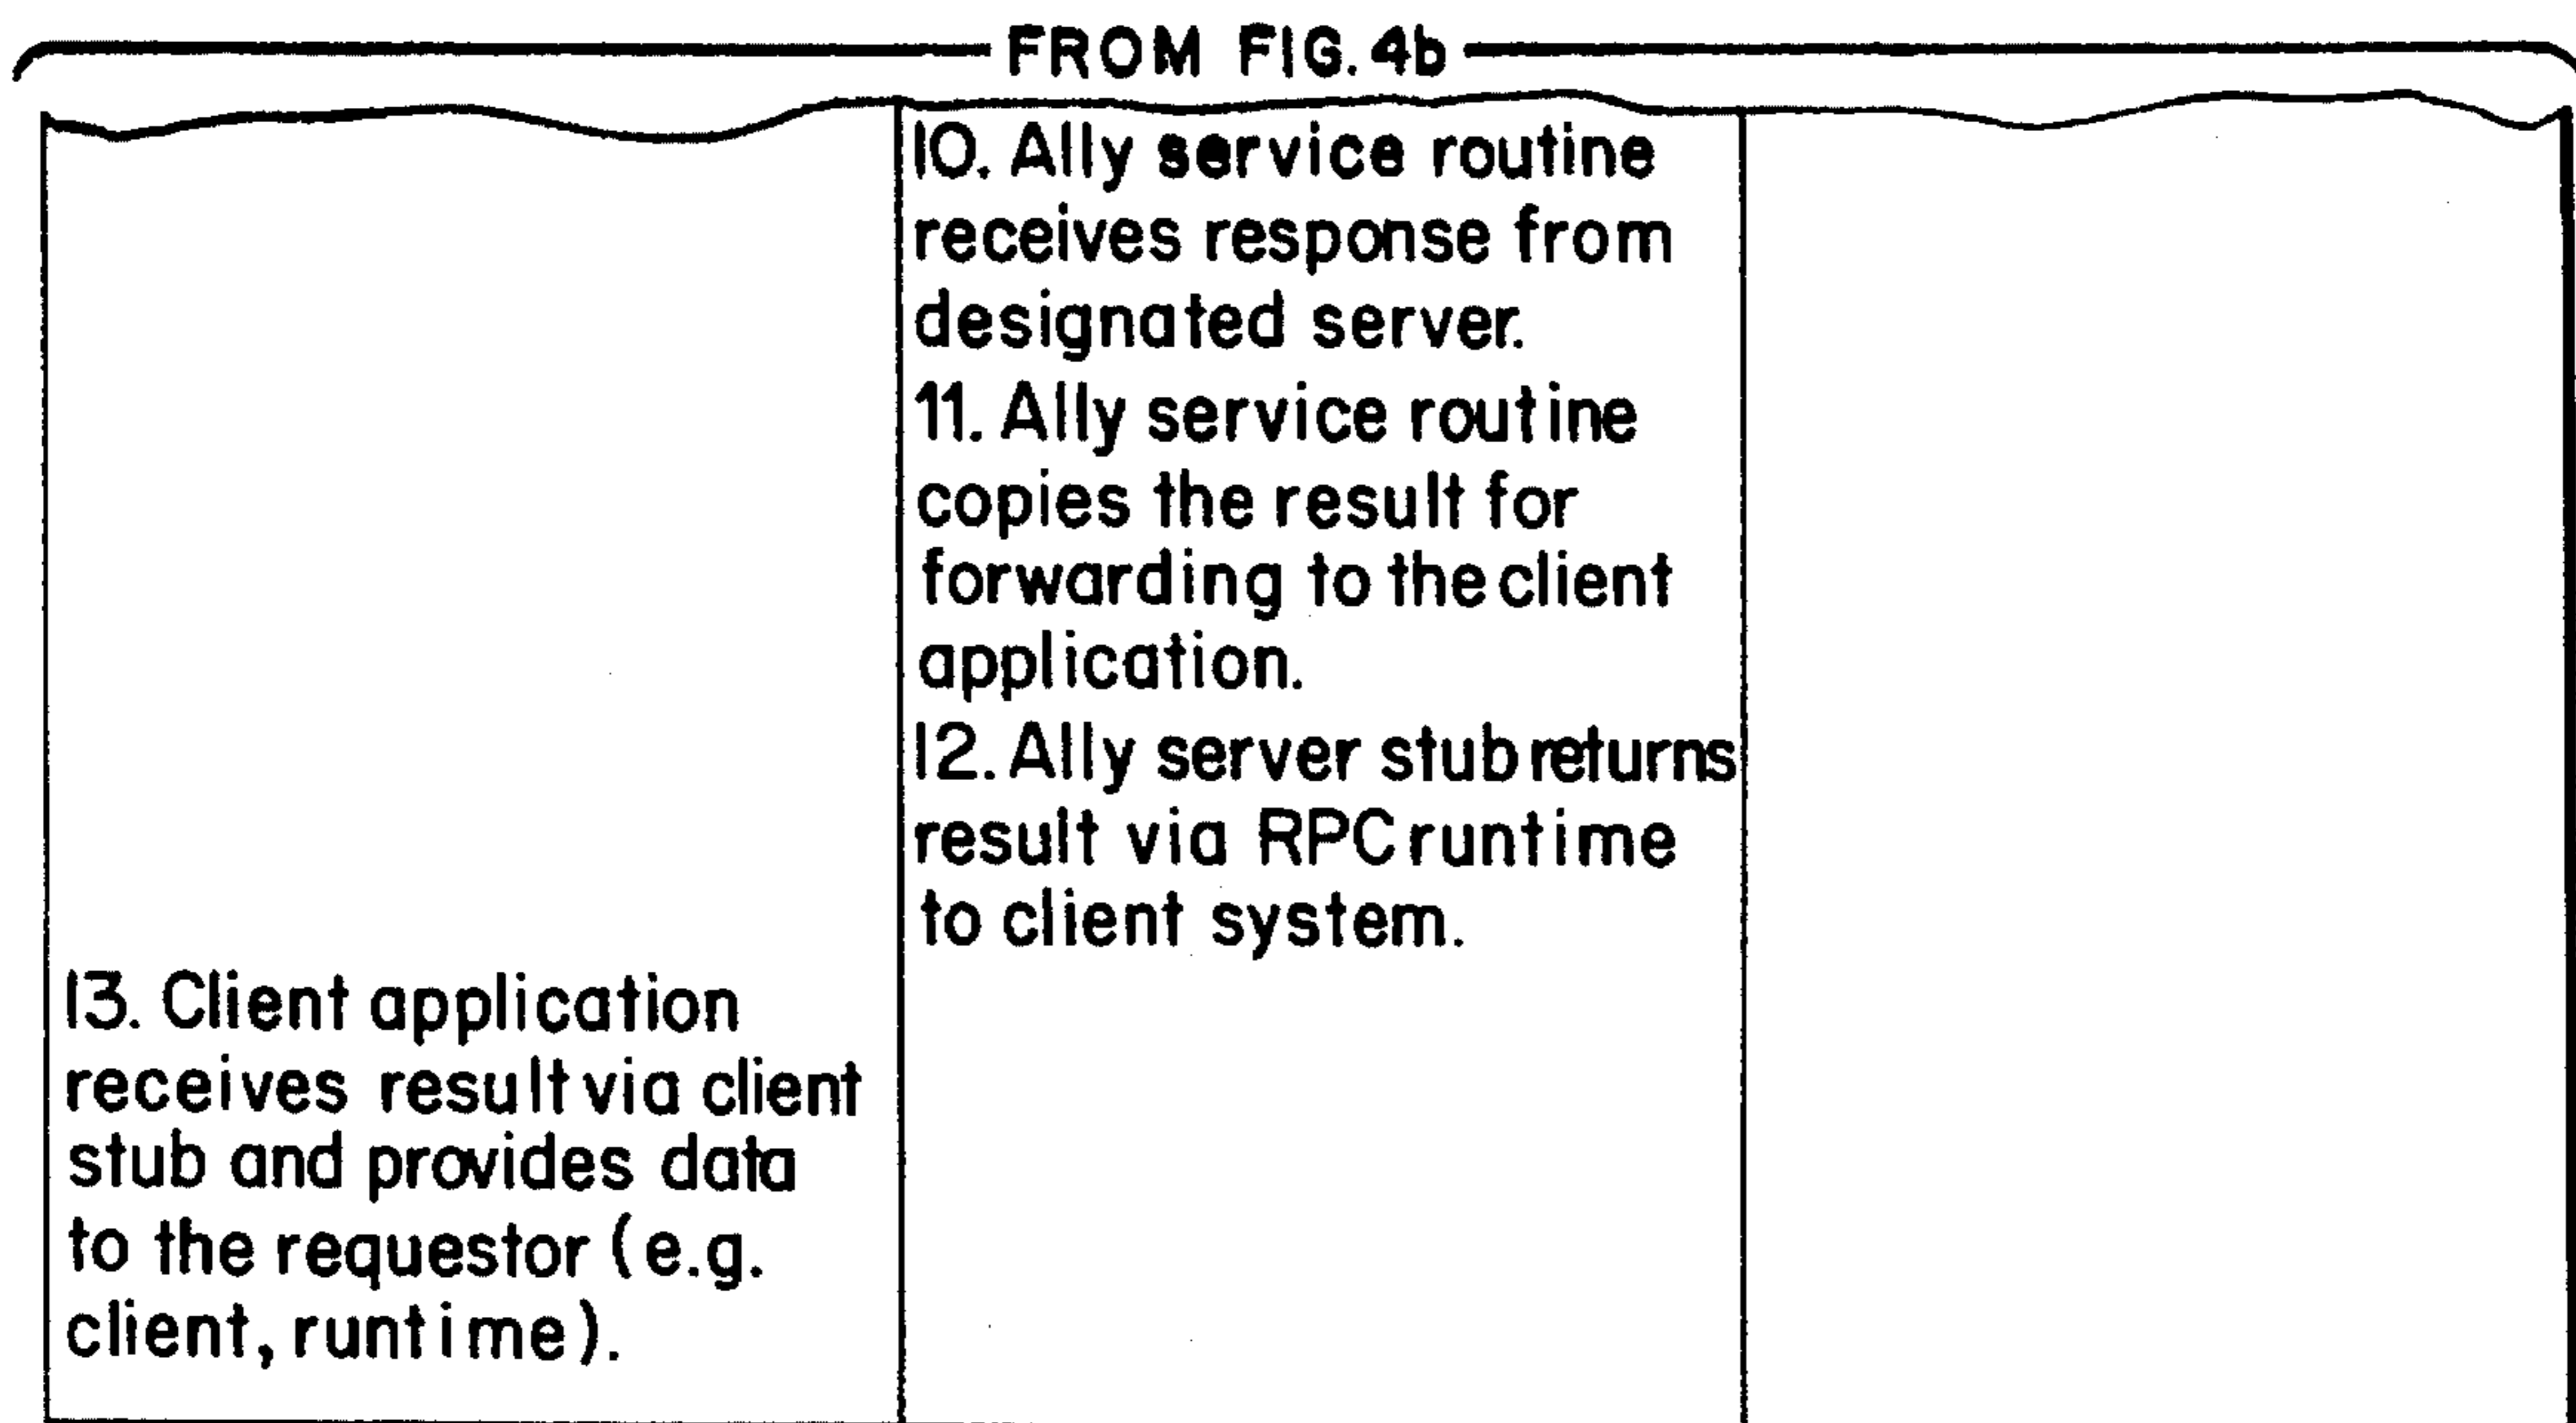 FROM FIG. 4b
10. Ally service routine
receives response from
designated server.
11. Ally service routine
copies the result for
forwarding to the client
application.
12. Ally server stub returns
result via RPC runtime
to client system.
13. Client application
receives result via client
stub and provides data
to the requestor (e.g.
client, runtime).